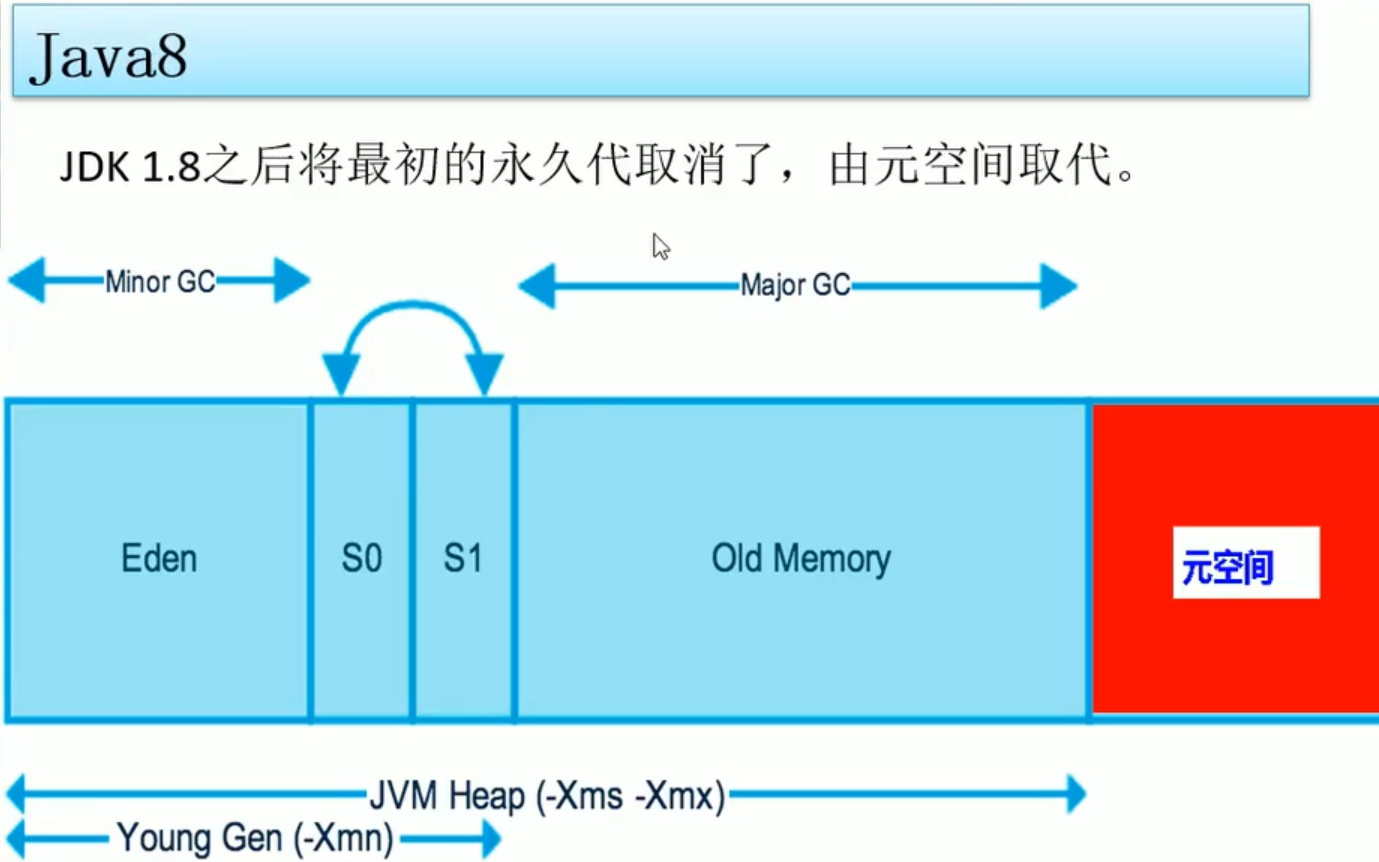 Java8
JDK 1.8之后将最初的永久代取消了，由元空间取代。
Minor GC
Major GC
Eden
S0
S1
Old Memory
元空间
JVM Heap (-Xms -Xmx)
Young Gen (-Xmn)